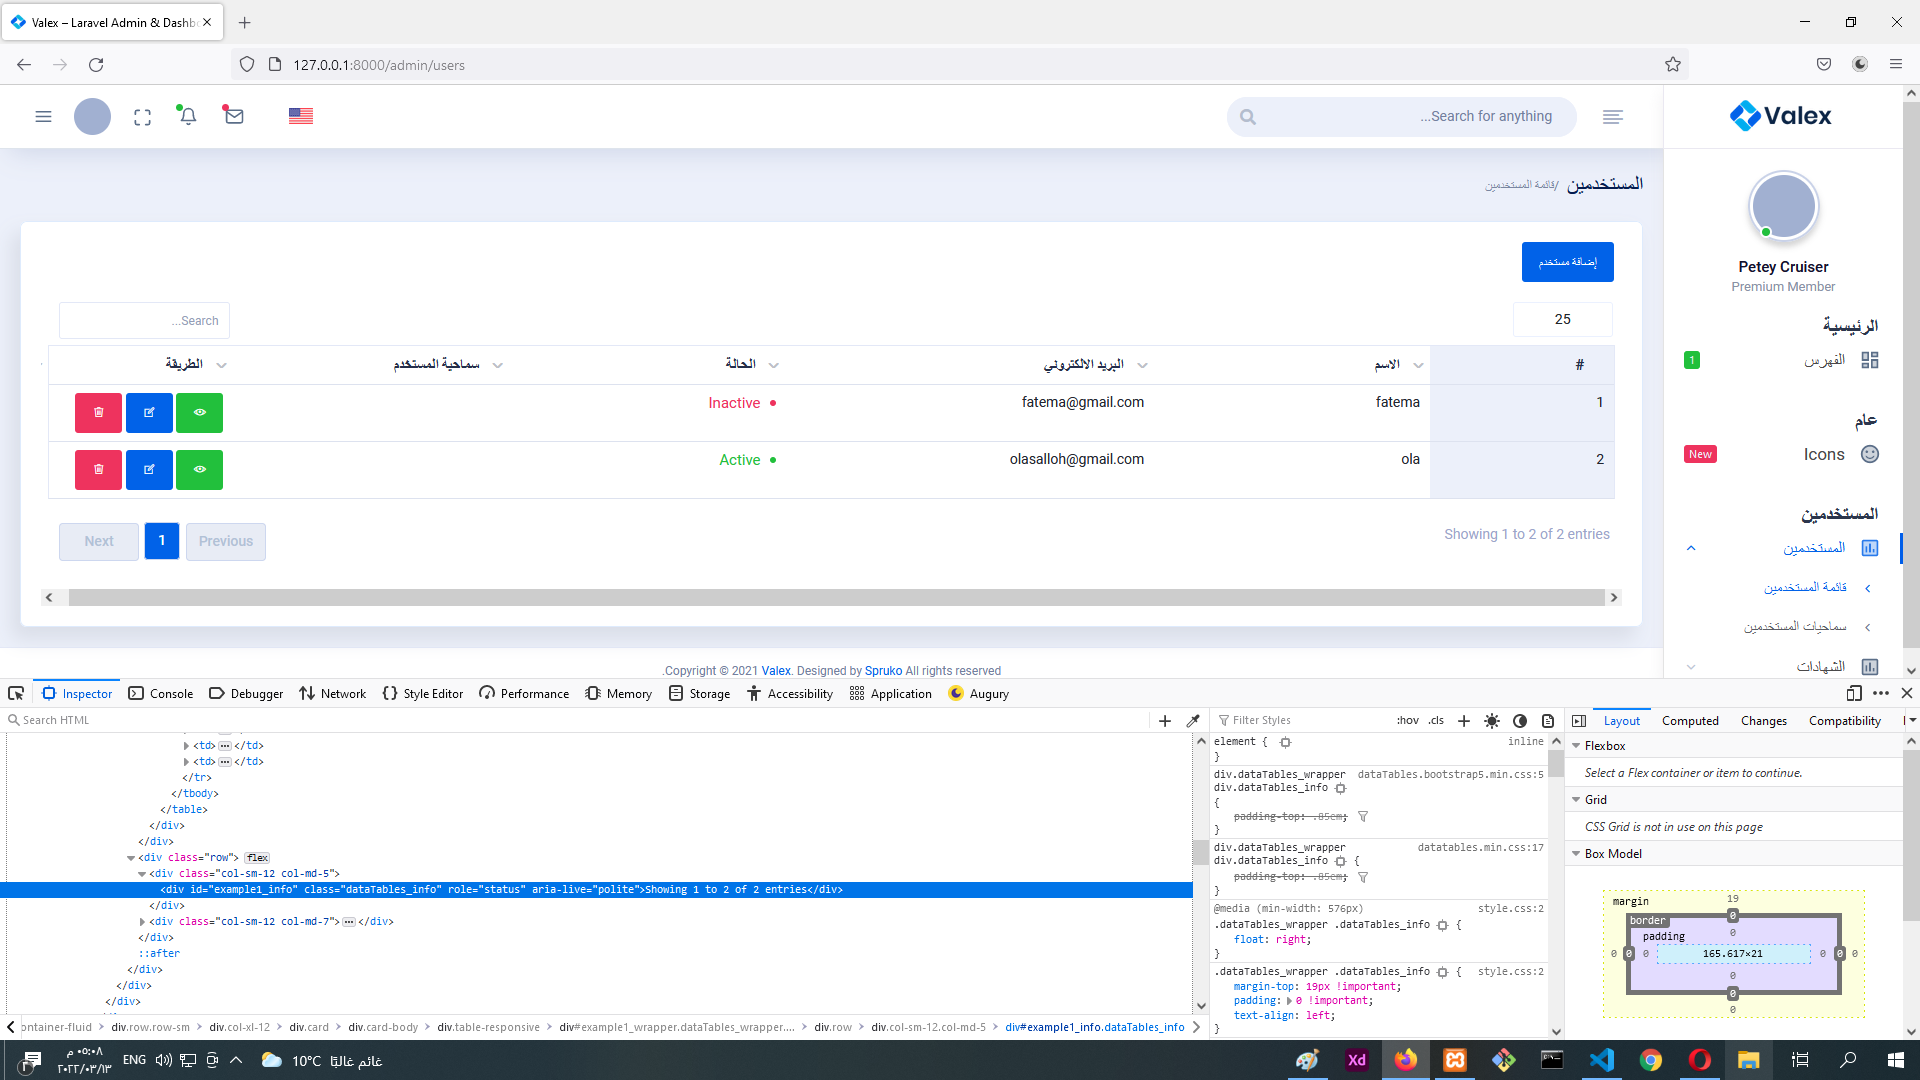 Valex – Laravel Admin & Dashb
127.0.0.1:8000/admin/users
Search for anything...
Valex
المستخدمين /قائمة المستخدمين
إضافة مستخدم
Search...
25
# الاسم البريد الالكتروني الحالة سماحية المستخدم الطريقة
1 fatema fatema@gmail.com Inactive
2 ola olasalloh@gmail.com Active
Showing 1 to 2 of 2 entries
Previous 1 Next
Copyright © 2021 Valex. Designed by Spruko All rights reserved.
Petey Cruiser
Premium Member
الرئيسية
الفهرس 1
عام
Icons New
المستخدمين
المستخدمين
قائمة المستخدمين
سماحيات المستخدمين
الشهادات
Inspector Console Debugger Network Style Editor Performance Memory Storage Accessibility Application Augury
Search HTML
<td> ••• </td>
<td> ••• </td>
</tr>
</tbody>
</table>
</div>
</div>
<div class="row"> flex
<div class="col-sm-12 col-md-5">
<div id="example1_info" class="dataTables_info" role="status" aria-live="polite">Showing 1 to 2 of 2 entries</div>
</div>
<div class="col-sm-12 col-md-7"> ••• </div>
</div>
::after
</div>
</div>
</div>
ontainer-fluid > div.row.row-sm > div.col-xl-12 > div.card > div.card-body > div.table-responsive > div#example1_wrapper.dataTables_wrapper.... > div.row > div.col-sm-12.col-md-5 > div#example1_info.dataTables_info
Filter Styles :hov .cls
element { inline
}
div.dataTables_wrapper dataTables.bootstrap5.min.css:5
div.dataTables_info
{
padding-top: .85em;
}
div.dataTables_wrapper datatables.min.css:17
div.dataTables_info {
padding-top: .85em;
}
@media (min-width: 576px) style.css:2
.dataTables_wrapper .dataTables_info {
float: right;
}
.dataTables_wrapper .dataTables_info { style.css:2
margin-top: 19px !important;
padding: 0 !important;
text-align: left;
}
Layout Computed Changes Compatibility
Flexbox
Select a Flex container or item to continue.
Grid
CSS Grid is not in use on this page
Box Model
margin 19
border 0
padding 0
0 0 0 165.617×21 0 0 0
0
0
0
٠٥:٠٨ م
٢٠٢٢/٠٣/١٣
ENG
10°C غائم غالبًا
Xd